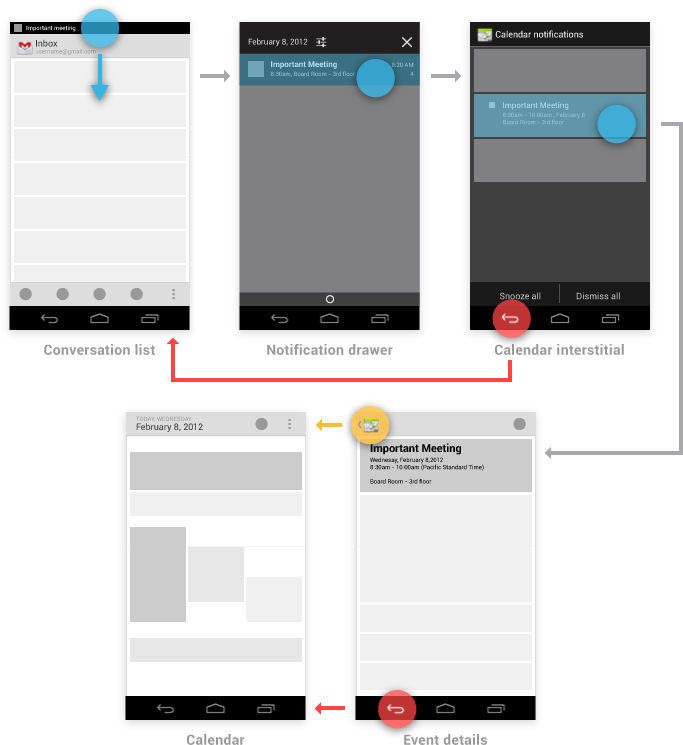 Important meeting
Inbox
username@gmail.com
February 8, 2012
Important Meeting
8:20 AM
8:30am, Board Room - 3rd floor
4
Calendar notifications
Important Meeting
8:30am - 10:00am, February 8
Board Room - 3rd floor
Snooze all
Dismiss all
Conversation list
Notification drawer
Calendar interstitial
TODAY, WEDNESDAY
February 8, 2012
Important Meeting
Wednesay, February 8,2012
8:30am - 10:00am (Pacific Standard Time)
Board Room - 3rd floor
Calendar
Event details